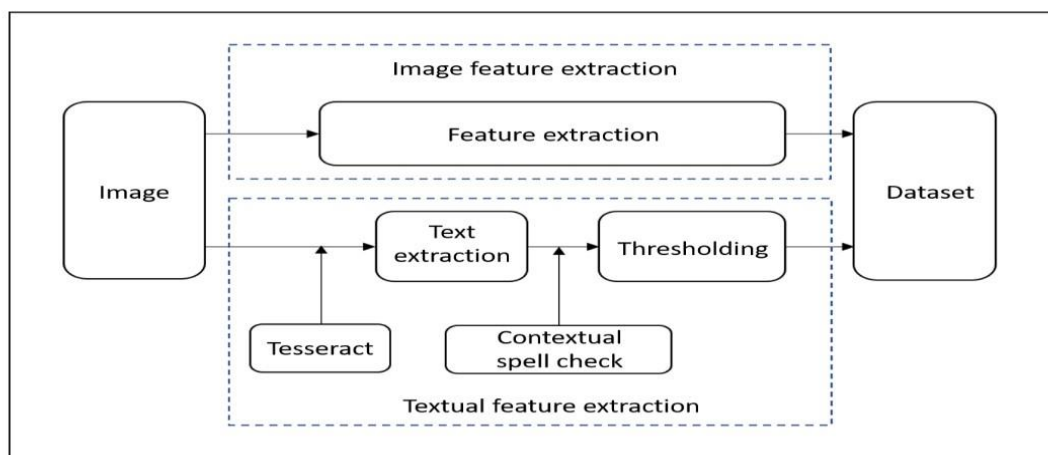 Image feature extraction
Feature extraction
Image
Dataset
Text
extraction
Thresholding
Tesseract
Contextual
spell check
Textual feature extraction